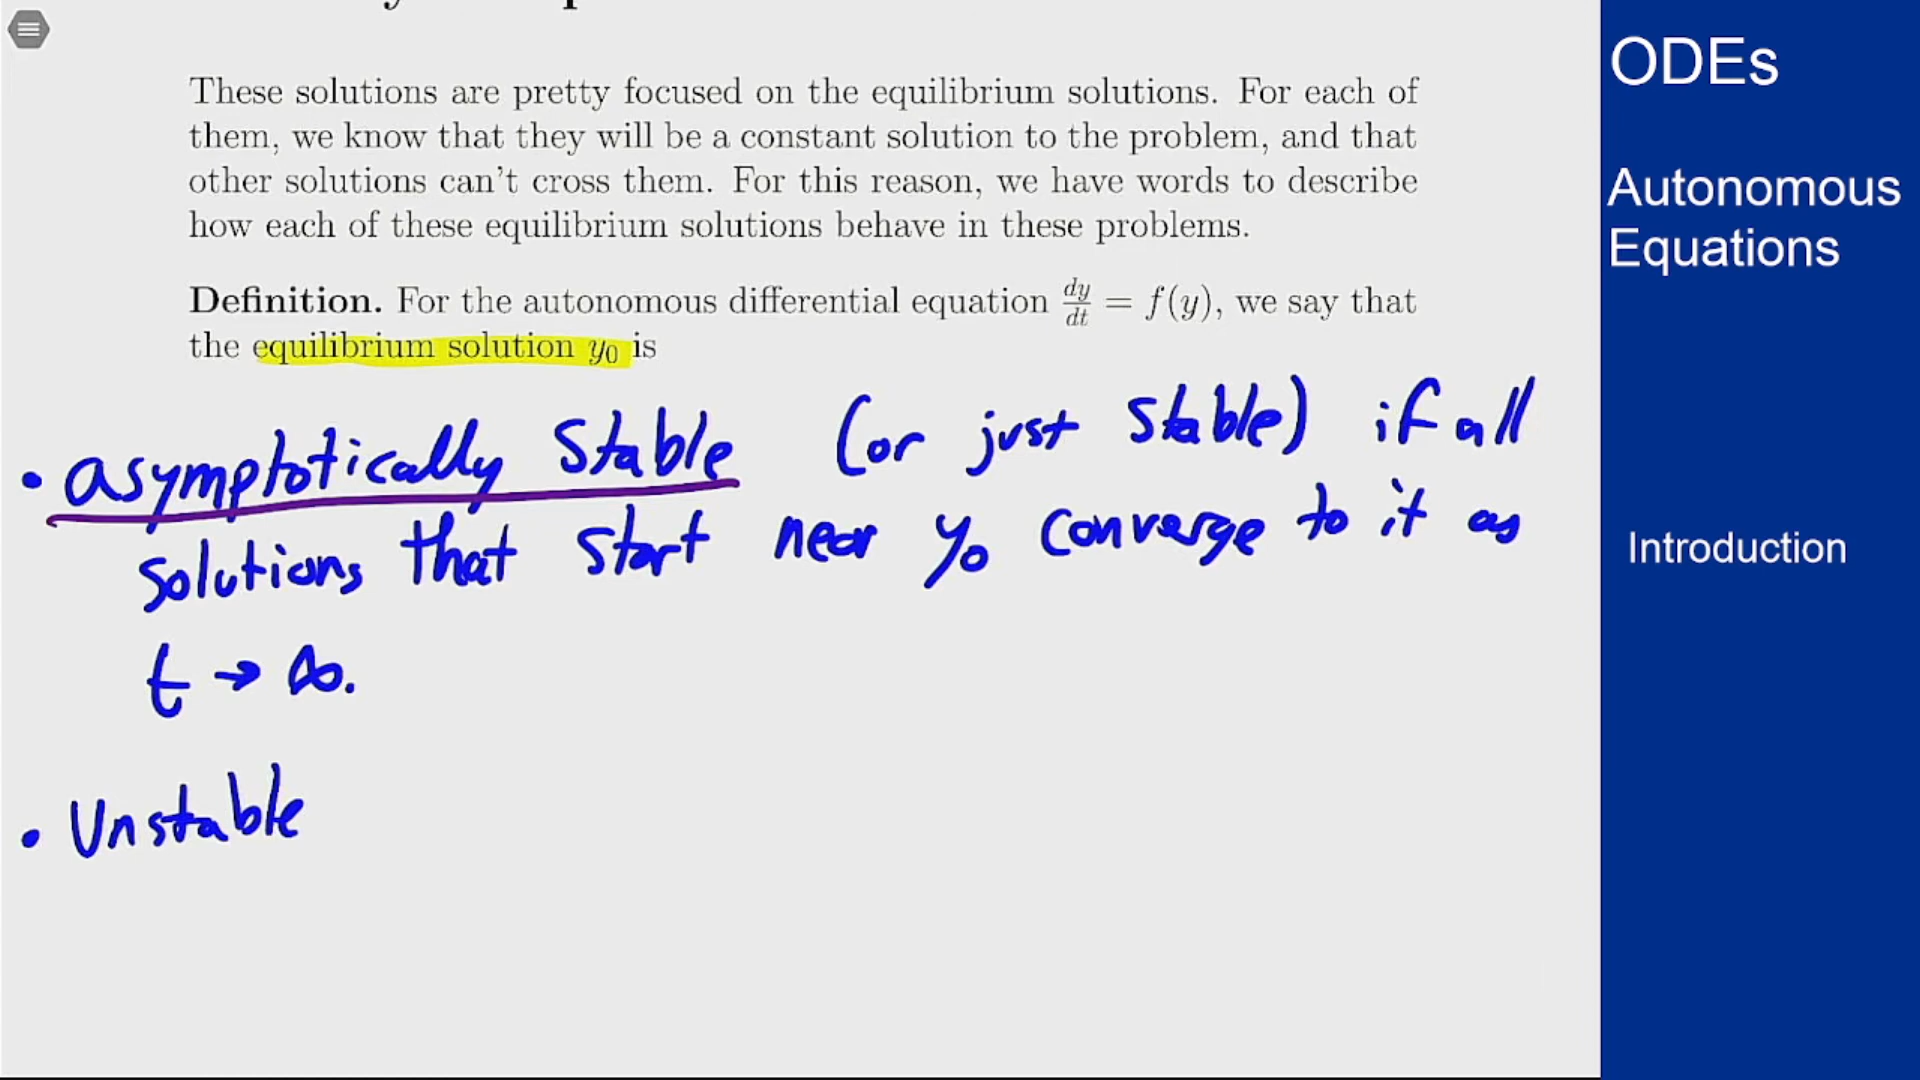 These solutions are pretty focused on the equilibrium solutions. For each of
them, we know that they will be a constant solution to the problem, and that
other solutions can't cross them. For this reason, we have words to describe
how each of these equilibrium solutions behave in these problems.
Definition. For the autonomous differential equation dy/dt = f(y), we say that
the equilibrium solution y₀ is
• asymptotically stable (or just stable) if all
solutions that start near y₀ converge to it as
t → ∞.
• Unstable
ODEs
Autonomous
Equations
Introduction